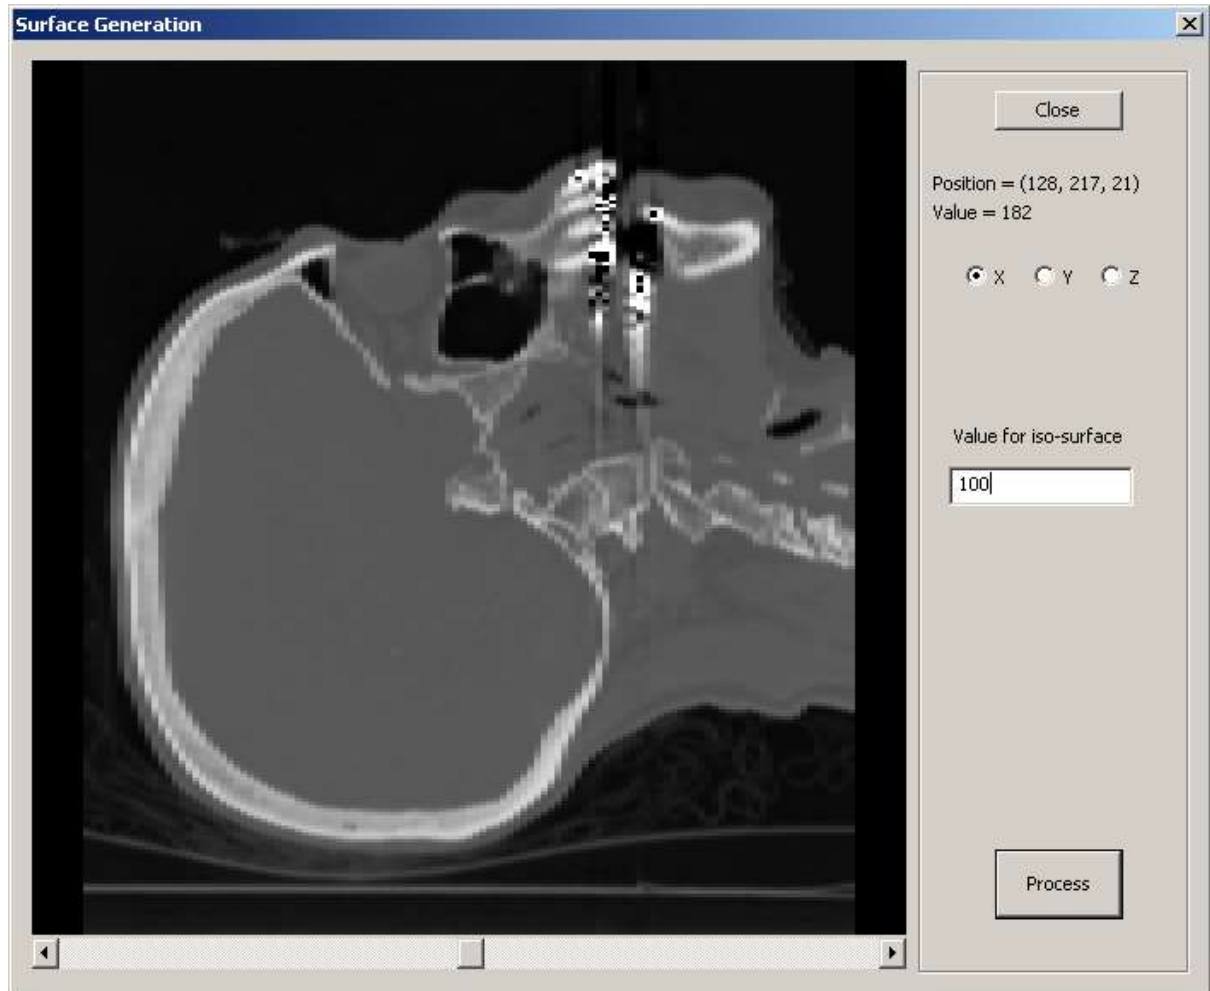 Surface Generation
Close
Position = (128, 217, 21)
Value = 182
X Y Z
Value for iso-surface
100
Process